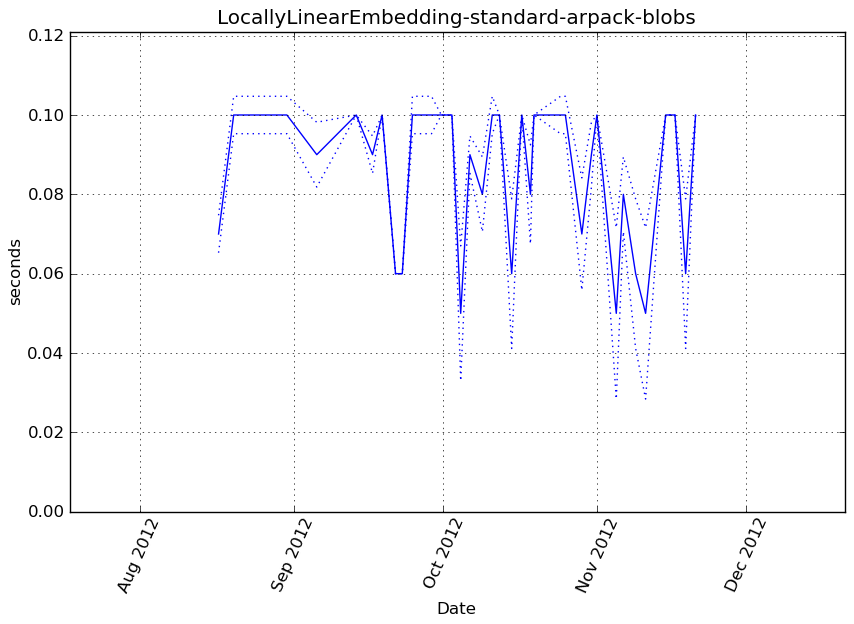 LocallyLinearEmbedding-standard-arpack-blobs
0.12
0.10
0.08
0.06
0.04
0.02
0.00
seconds
Aug 2012
Sep 2012
Oct 2012
Nov 2012
Dec 2012
Date